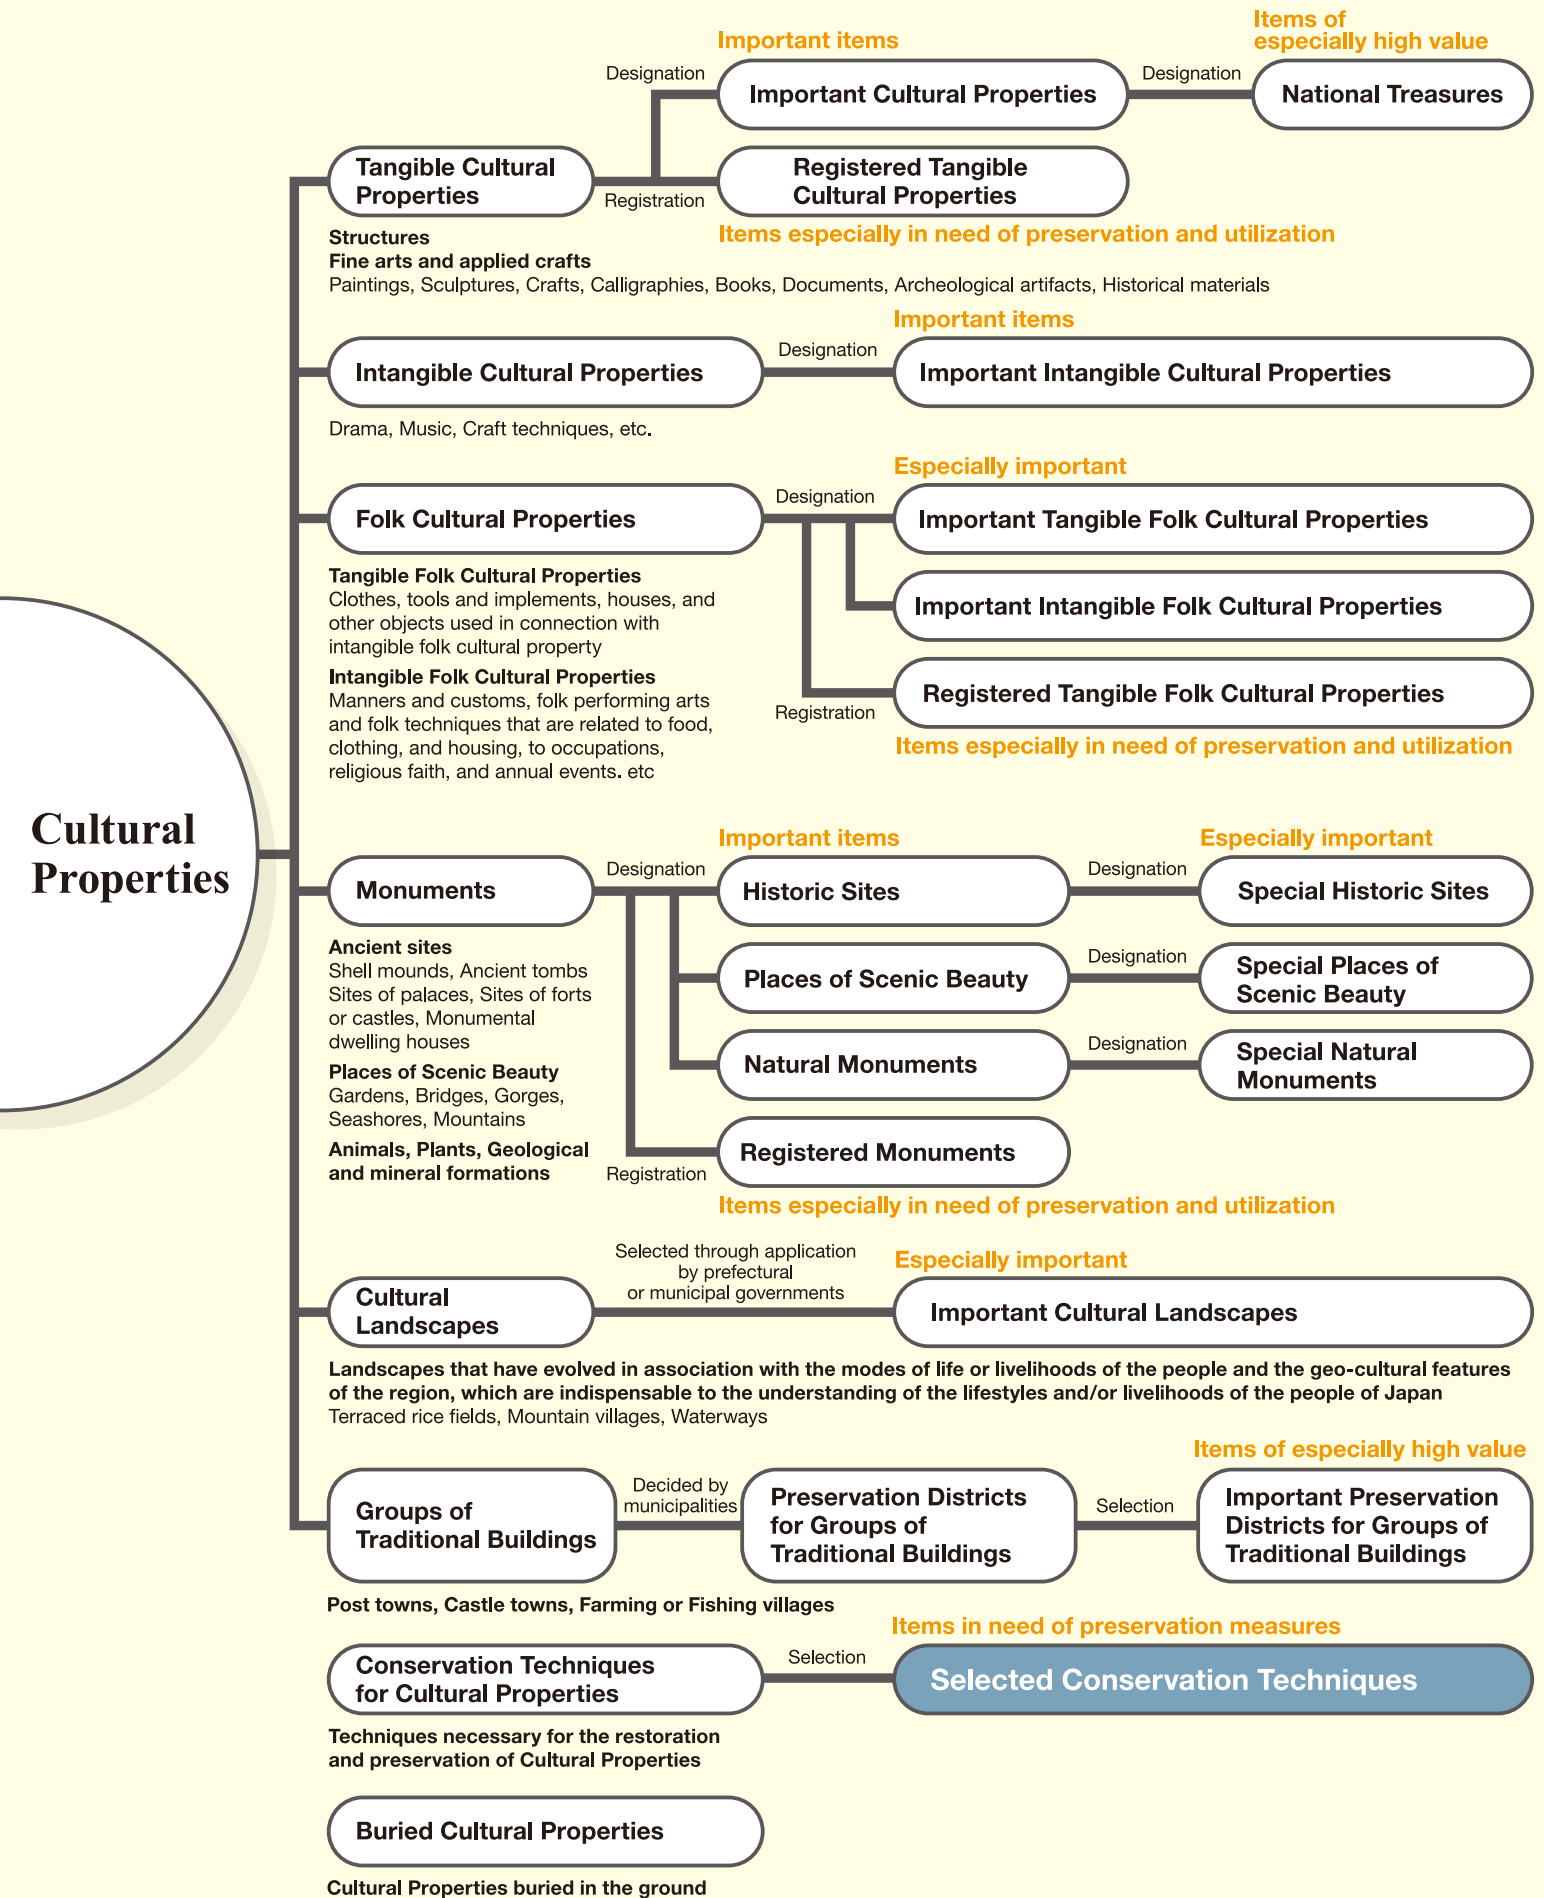 Cultural
Properties
Important items
Items of
especially high value
Designation
Important Cultural Properties
Designation
National Treasures
Tangible Cultural
Properties
Registration
Registered Tangible
Cultural Properties
Items especially in need of preservation and utilization
Structures
Fine arts and applied crafts
Paintings, Sculptures, Crafts, Calligraphies, Books, Documents, Archeological artifacts, Historical materials
Important items
Intangible Cultural Properties
Designation
Important Intangible Cultural Properties
Drama, Music, Craft techniques, etc.
Especially important
Folk Cultural Properties
Designation
Important Tangible Folk Cultural Properties
Important Intangible Folk Cultural Properties
Registration
Registered Tangible Folk Cultural Properties
Items especially in need of preservation and utilization
Tangible Folk Cultural Properties
Clothes, tools and implements, houses, and
other objects used in connection with
intangible folk cultural property
Intangible Folk Cultural Properties
Manners and customs, folk performing arts
and folk techniques that are related to food,
clothing, and housing, to occupations,
religious faith, and annual events. etc
Important items
Especially important
Monuments
Designation
Historic Sites
Designation
Special Historic Sites
Places of Scenic Beauty
Designation
Special Places of
Scenic Beauty
Natural Monuments
Designation
Special Natural
Monuments
Registration
Registered Monuments
Items especially in need of preservation and utilization
Ancient sites
Shell mounds, Ancient tombs
Sites of palaces, Sites of forts
or castles, Monumental
dwelling houses
Places of Scenic Beauty
Gardens, Bridges, Gorges,
Seashores, Mountains
Animals, Plants, Geological
and mineral formations
Cultural
Landscapes
Selected through application
by prefectural
or municipal governments
Especially important
Important Cultural Landscapes
Landscapes that have evolved in association with the modes of life or livelihoods of the people and the geo-cultural features
of the region, which are indispensable to the understanding of the lifestyles and/or livelihoods of the people of Japan
Terraced rice fields, Mountain villages, Waterways
Items of especially high value
Groups of
Traditional Buildings
Decided by
municipalities
Preservation Districts
for Groups of
Traditional Buildings
Selection
Important Preservation
Districts for Groups of
Traditional Buildings
Post towns, Castle towns, Farming or Fishing villages
Items in need of preservation measures
Conservation Techniques
for Cultural Properties
Selection
Selected Conservation Techniques
Techniques necessary for the restoration
and preservation of Cultural Properties
Buried Cultural Properties
Cultural Properties buried in the ground